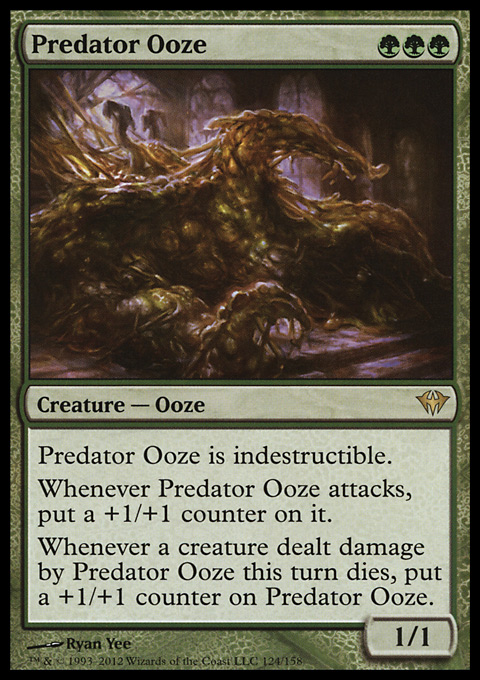 Predator Ooze
Creature — Ooze
Predator Ooze is indestructible.
Whenever Predator Ooze attacks,
put a +1/+1 counter on it.
Whenever a creature dealt damage
by Predator Ooze this turn dies, put
a +1/+1 counter on Predator Ooze.
Ryan Yee
1/1
™ & © 1993–2012 Wizards of the Coast LLC 124/158